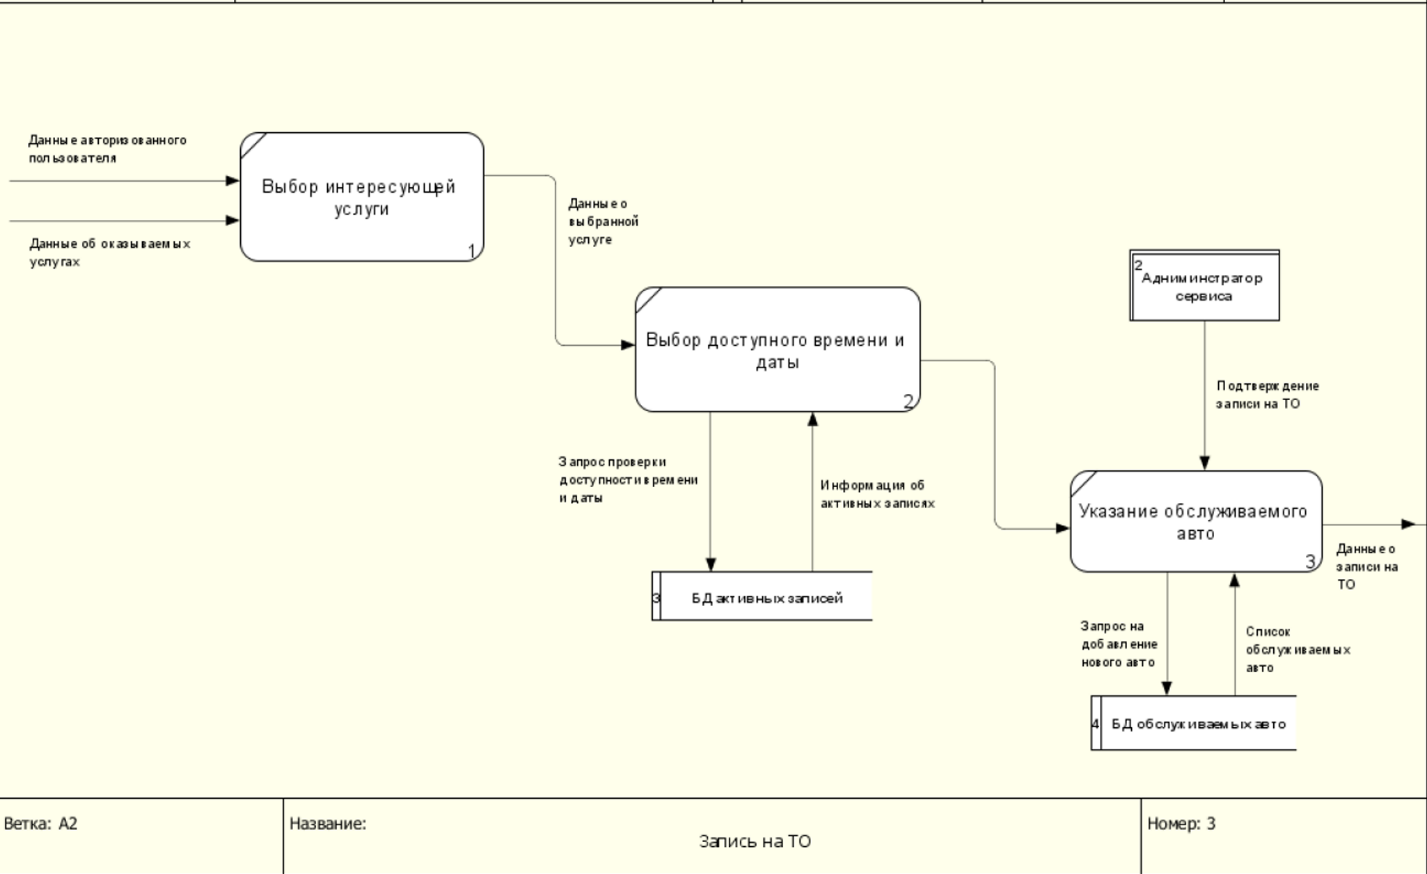 Данные авторизованного
пользователя
Данные об оказываемых
услугах
Выбор интересующей
услуги
1
Данные о
выбранной
услуге
Выбор доступного времени и
даты
2
Запрос проверки
доступности времени
и даты
Информация об
активных записях
3
БД активных записей
2
Адниминстратор
сервиса
Подтверждение
записи на ТО
Указание обслуживаемого
авто
3
Данные о
записи на
ТО
Запрос на
добавление
нового авто
Список
обслуживаемых
авто
4
БД обслуживаемых авто
Ветка: A2
Название:
Запись на ТО
Номер: 3